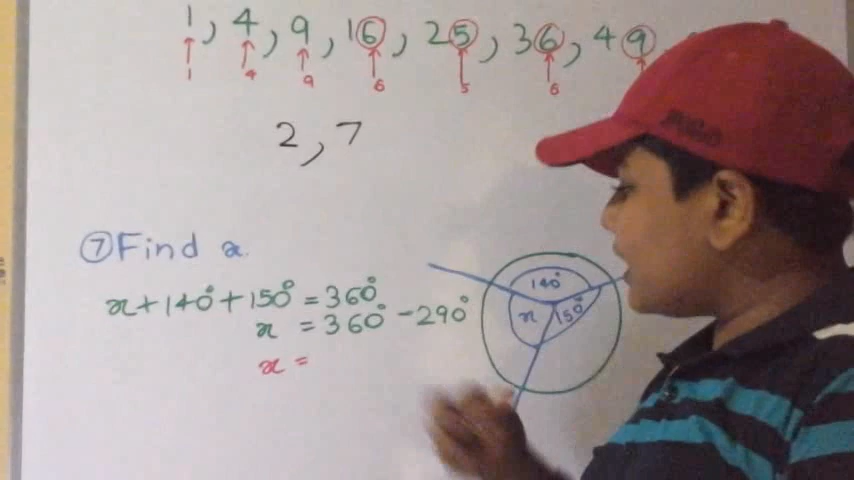 1, 4, 9, 16, 25, 36, 49
1 4 9 6 5 6
2, 7
⑦ Find x.
x + 140° + 150° = 360°
x = 360° - 290°
x =
140°
x 150°